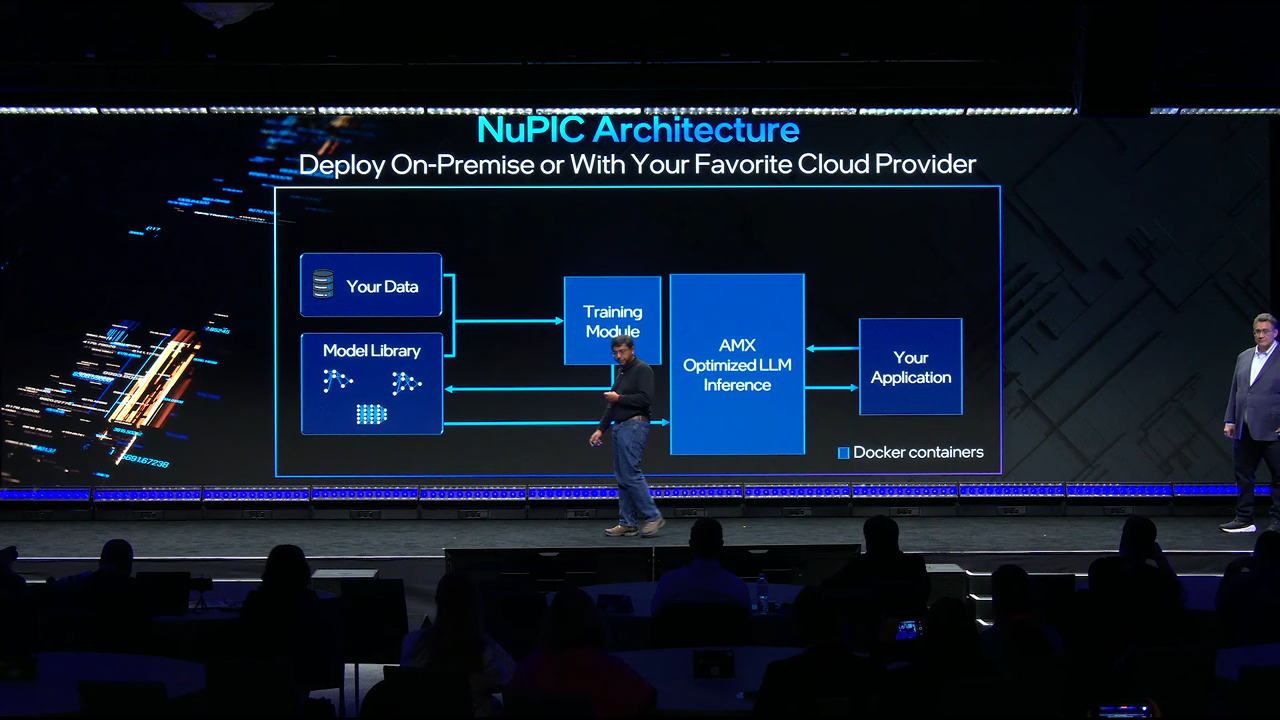 NuPIC Architecture
Deploy On-Premise or With Your Favorite Cloud Provider
Your Data
Model Library
Training
Module
AMX
Optimized LLM
Inference
Your
Application
Docker containers